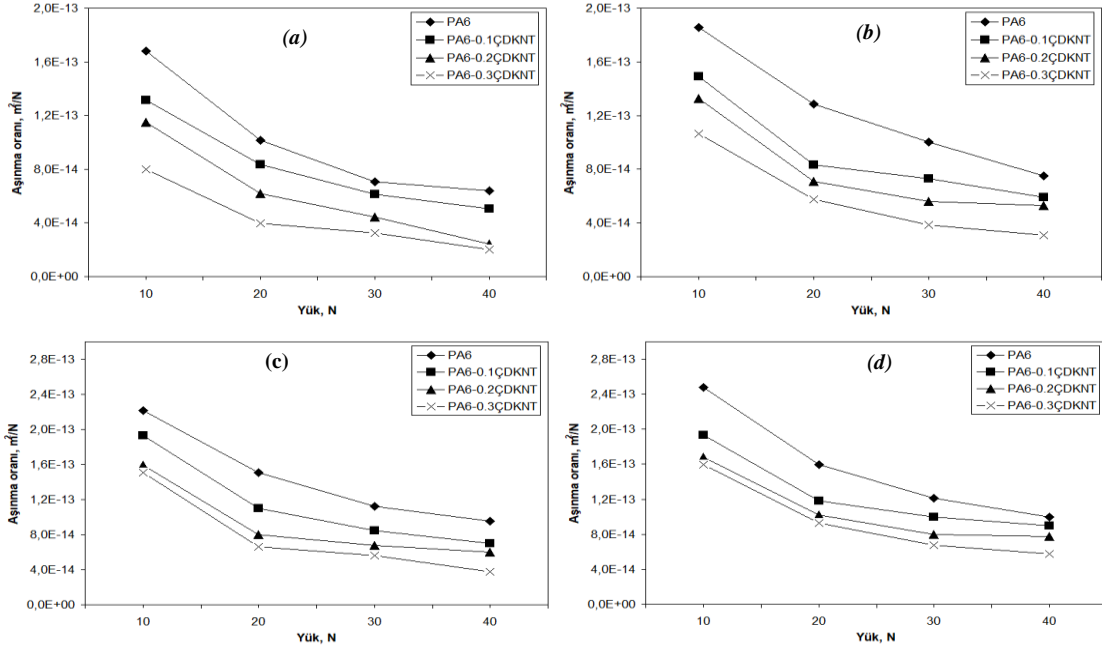 (a)
Aşınma oranı, m²/N
2,0E-13
1,6E-13
1,2E-13
8,0E-14
4,0E-14
0,0E+00
10 20 30 40
Yük, N
PA6
PA6-0.1ÇDKNT
PA6-0.2ÇDKNT
PA6-0.3ÇDKNT
(b)
Aşınma oranı, m²/N
2,0E-13
1,6E-13
1,2E-13
8,0E-14
4,0E-14
0,0E+00
10 20 30 40
Yük, N
PA6
PA6-0.1ÇDKNT
PA6-0.2ÇDKNT
PA6-0.3ÇDKNT
(c)
Aşınma oranı, m²/N
2,8E-13
2,4E-13
2,0E-13
1,6E-13
1,2E-13
8,0E-14
4,0E-14
0,0E+00
10 20 30 40
Yük, N
PA6
PA6-0.1ÇDKNT
PA6-0.2ÇDKNT
PA6-0.3ÇDKNT
(d)
Aşınma oranı, m²/N
2,8E-13
2,4E-13
2,0E-13
1,6E-13
1,2E-13
8,0E-14
4,0E-14
0,0E+00
10 20 30 40
Yük, N
PA6
PA6-0.1ÇDKNT
PA6-0.2ÇDKNT
PA6-0.3ÇDKNT